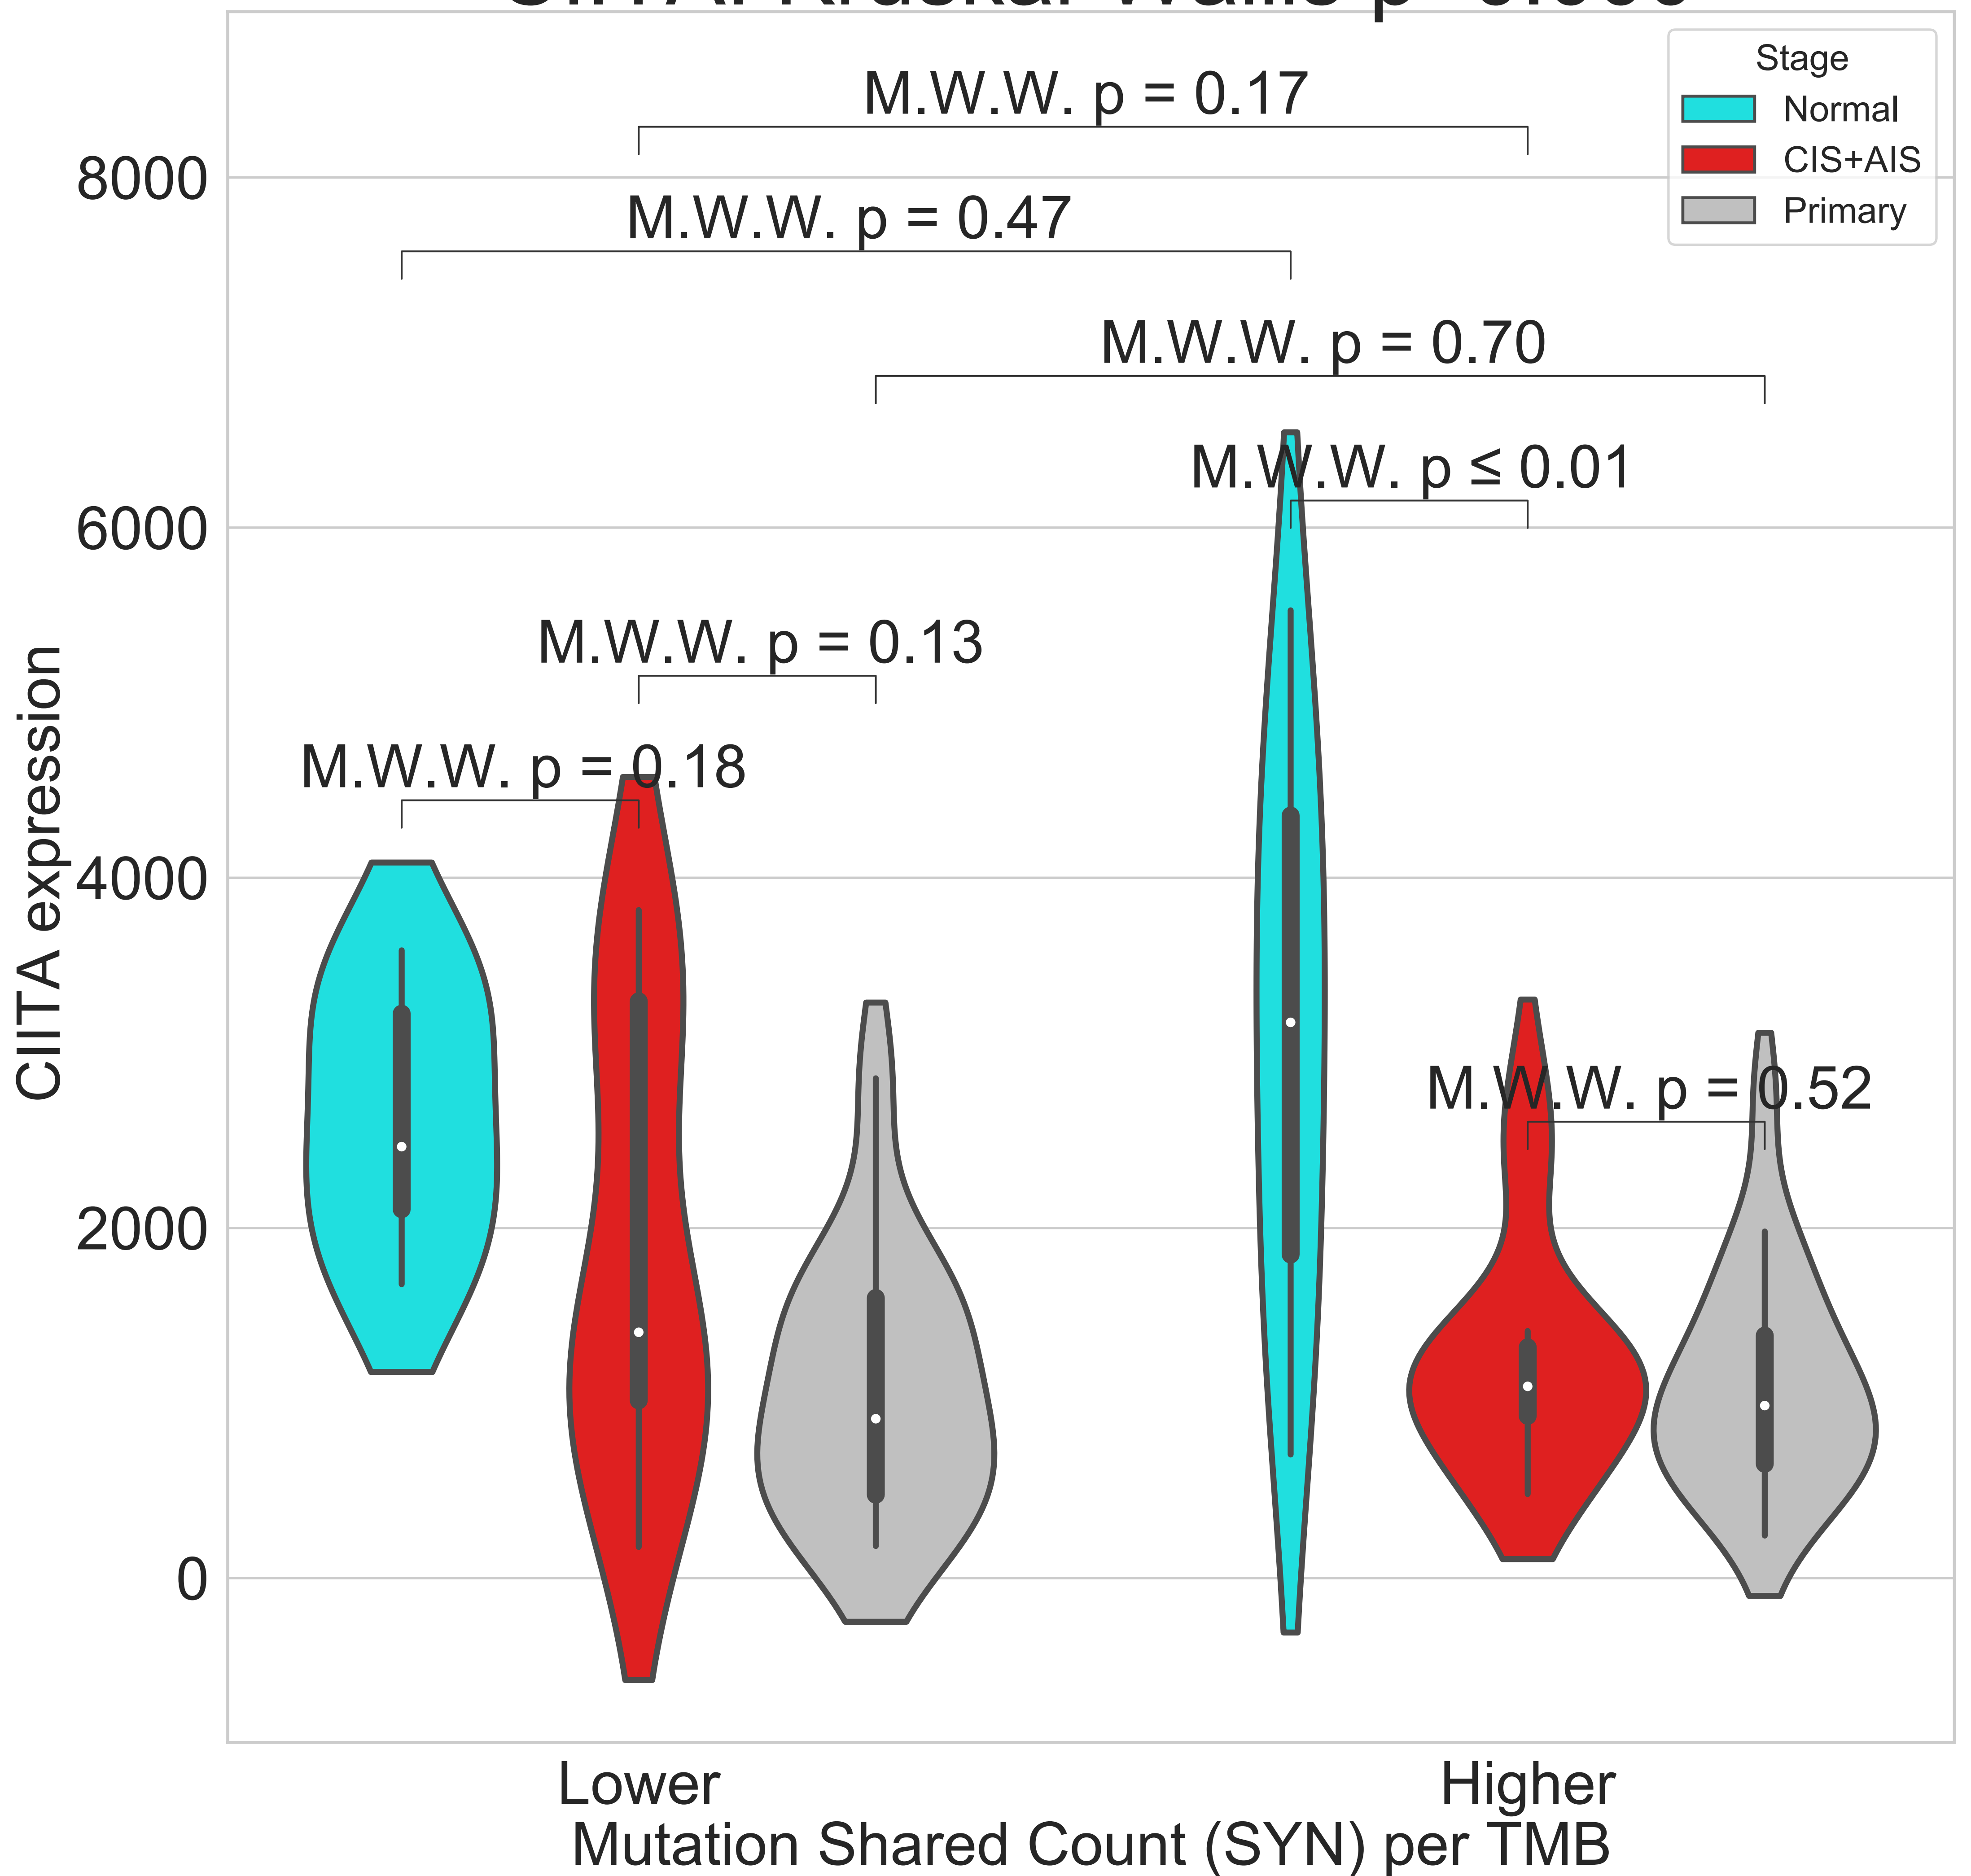 Stage
Normal
CIS+AIS
Primary
M.W.W. p = 0.17
8000
M.W.W. p = 0.47
M.W.W. p = 0.70
M.W.W. p ≤ 0.01
6000
M.W.W. p = 0.13
M.W.W. p = 0.18
4000
CIITA expression
M.W.W. p = 0.52
2000
0
Lower
Higher
Mutation Shared Count (SYN) per TMB